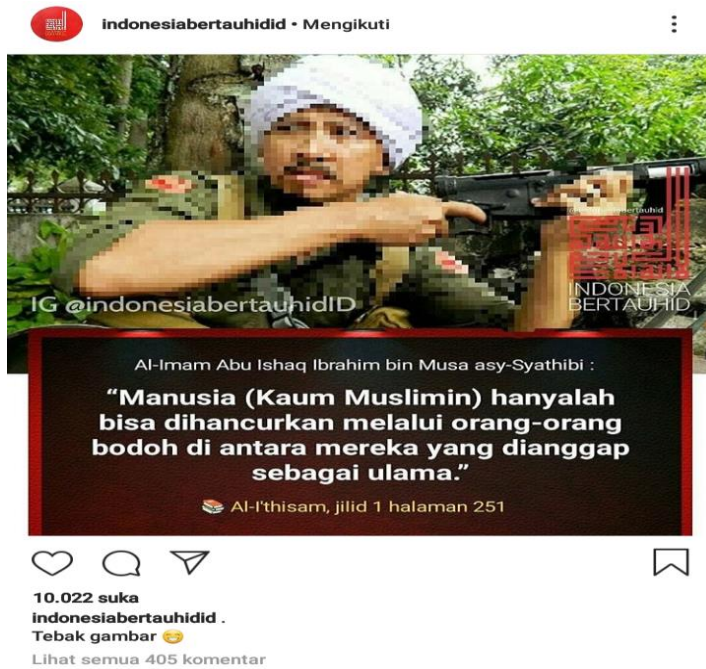 indonesiabertauhidid • Mengikuti
IG @indonesiabertauhidID
INDONESIA
BERTAUHID
Al-Imam Abu Ishaq Ibrahim bin Musa asy-Syathibi :
“Manusia (Kaum Muslimin) hanyalah
bisa dihancurkan melalui orang-orang
bodoh di antara mereka yang dianggap
sebagai ulama.”
Al-I'thisam, jilid 1 halaman 251
10.022 suka
indonesiabertauhidid .
Tebak gambar 😁
Lihat semua 405 komentar